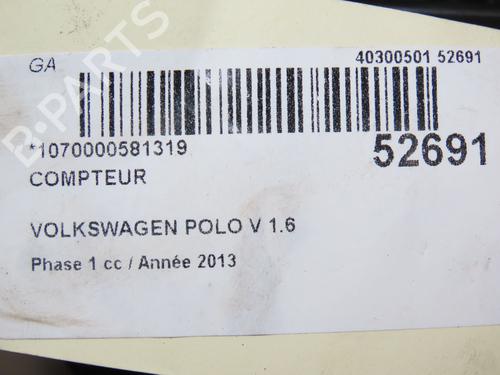 GA
40300501 52691
*1070000581319
52691
COMPTEUR
VOLKSWAGEN POLO V 1.6
Phase 1 cc / Année 2013
B-PARTS